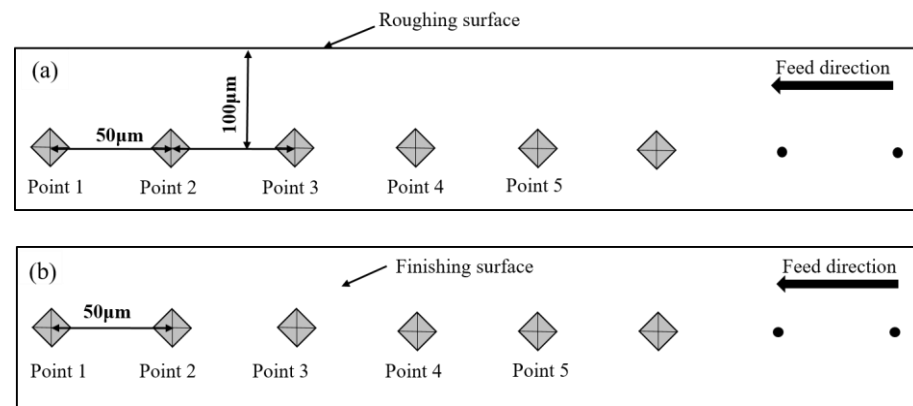 Roughing surface
(a)
Feed direction
100μm
50μm
Point 1
Point 2
Point 3
Point 4
Point 5
(b)
Finishing surface
Feed direction
50μm
Point 1
Point 2
Point 3
Point 4
Point 5